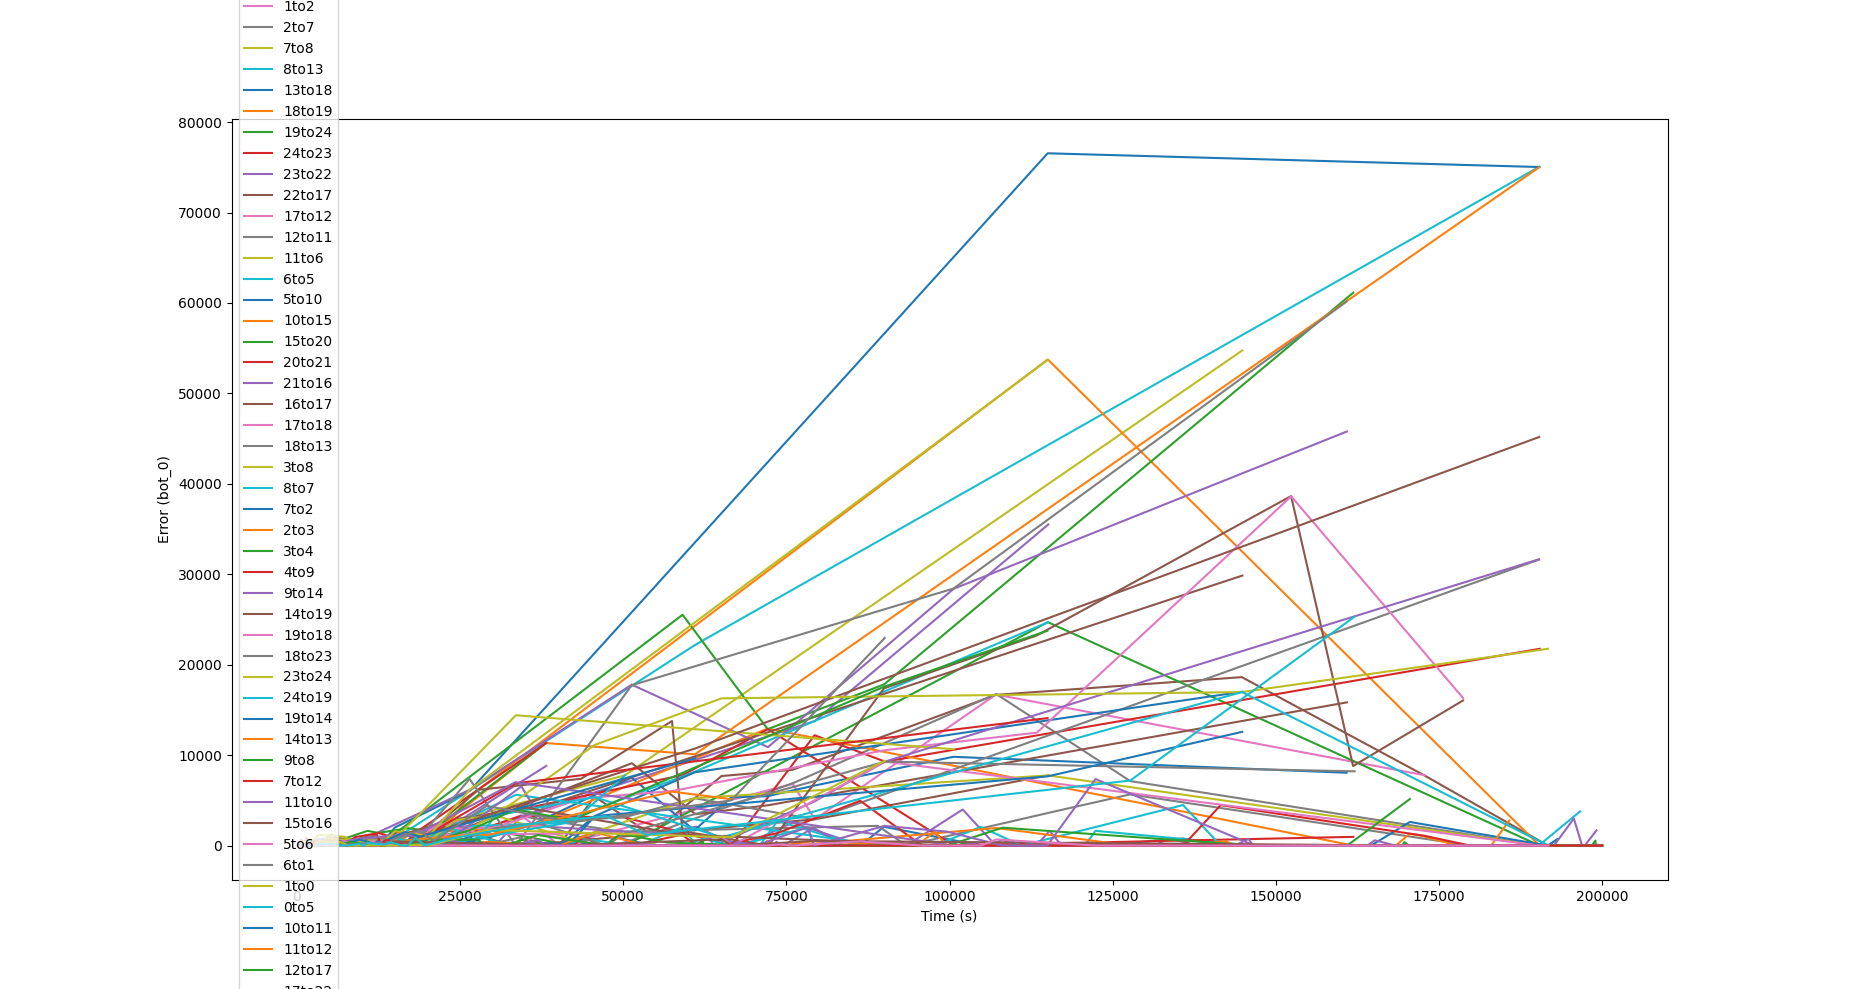 1to2
2to7
7to8
8to13
13to18
18to19
19to24
24to23
23to22
22to17
17to12
12to11
11to6
6to5
5to10
10to15
15to20
20to21
21to16
16to17
17to18
18to13
3to8
8to7
7to2
2to3
3to4
4to9
9to14
14to19
19to18
18to23
23to24
24to19
19to14
14to13
9to8
7to12
11to10
15to16
5to6
6to1
1to0
0to5
10to11
11to12
12to17
80000
70000
60000
50000
40000
30000
20000
10000
0
Error (bot_0)
0
25000
50000
75000
100000
125000
150000
175000
200000
Time (s)